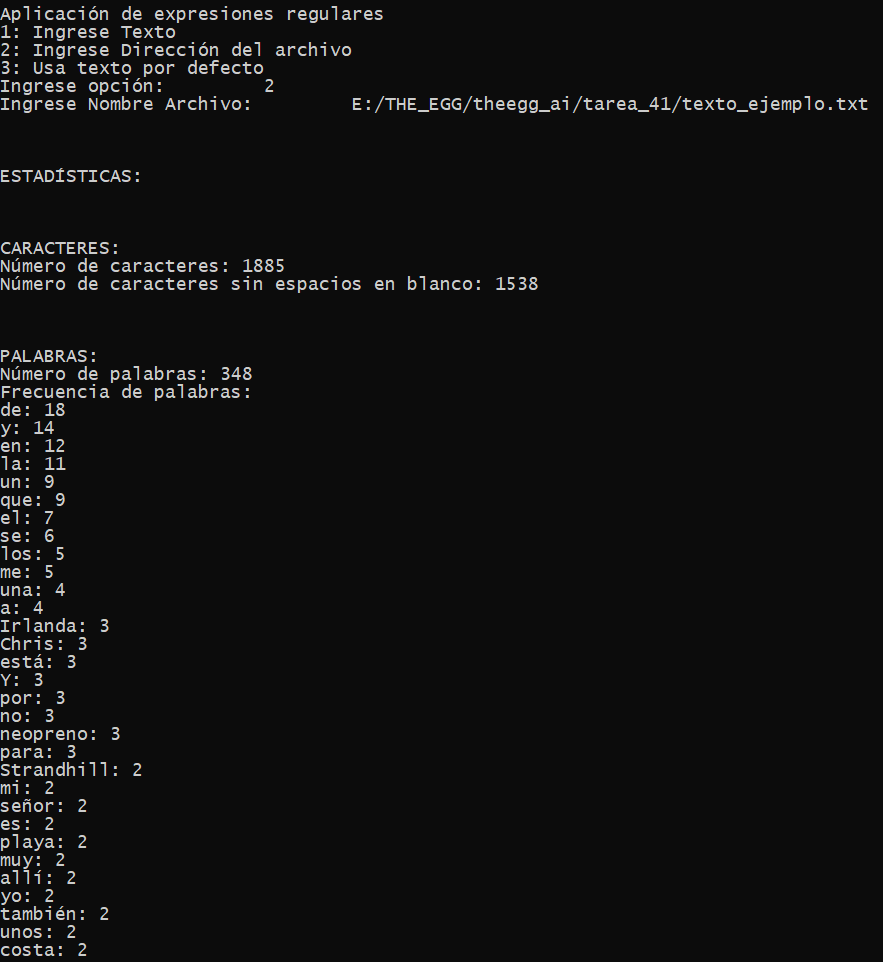 Aplicación de expresiones regulares
1: Ingrese Texto
2: Ingrese Dirección del archivo
3: Usa texto por defecto
Ingrese opción: 2
Ingrese Nombre Archivo: E:/THE_EGG/theegg_ai/tarea_41/texto_ejemplo.txt
ESTADÍSTICAS:
CARACTERES:
Número de caracteres: 1885
Número de caracteres sin espacios en blanco: 1538
PALABRAS:
Número de palabras: 348
Frecuencia de palabras:
de: 18
y: 14
en: 12
la: 11
un: 9
que: 9
el: 7
se: 6
los: 5
me: 5
una: 4
a: 4
Irlanda: 3
Chris: 3
está: 3
Y: 3
por: 3
no: 3
neopreno: 3
para: 3
Strandhill: 2
mi: 2
señor: 2
es: 2
playa: 2
muy: 2
allí: 2
yo: 2
también: 2
unos: 2
costa: 2